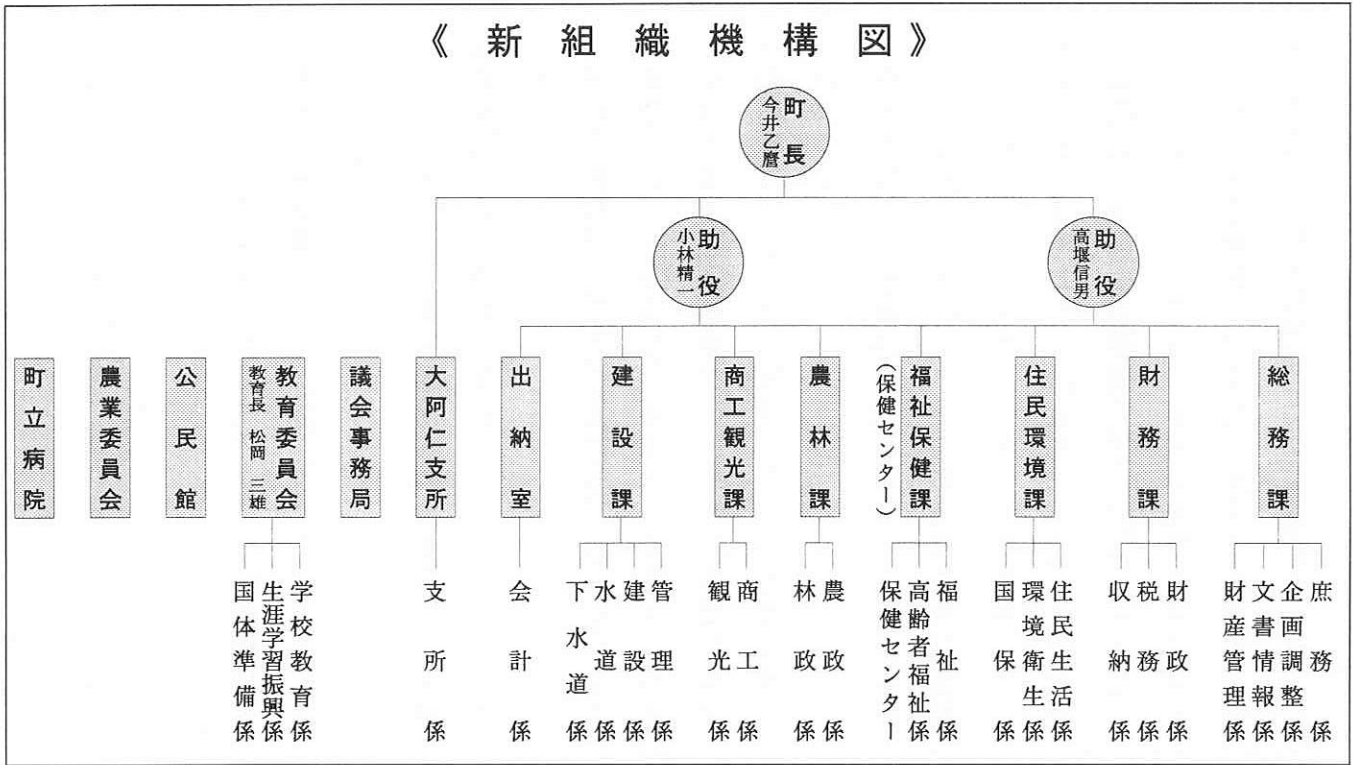 《新組織機構図》
町長
今井乙麿
助役
高堰信男
助役
小林精一
総務課
財務課
住民環境課
福祉保健課
(保健センター)
農林課
商工観光課
建設課
出納室
大阿仁支所
議会事務局
教育委員会
教育長 松岡三雄
公民館
農業委員会
町立病院
庶務係
企画調整係
文書情報係
財産管理係
財政係
税務係
収納係
住民生活係
環境衛生係
国保係
福祉係
高齢者福祉係
保健センター
農政係
林政係
商工係
観光係
管理係
建設係
水道係
下水道係
会計係
支所係
学校教育係
生涯学習振興係
国体準備係